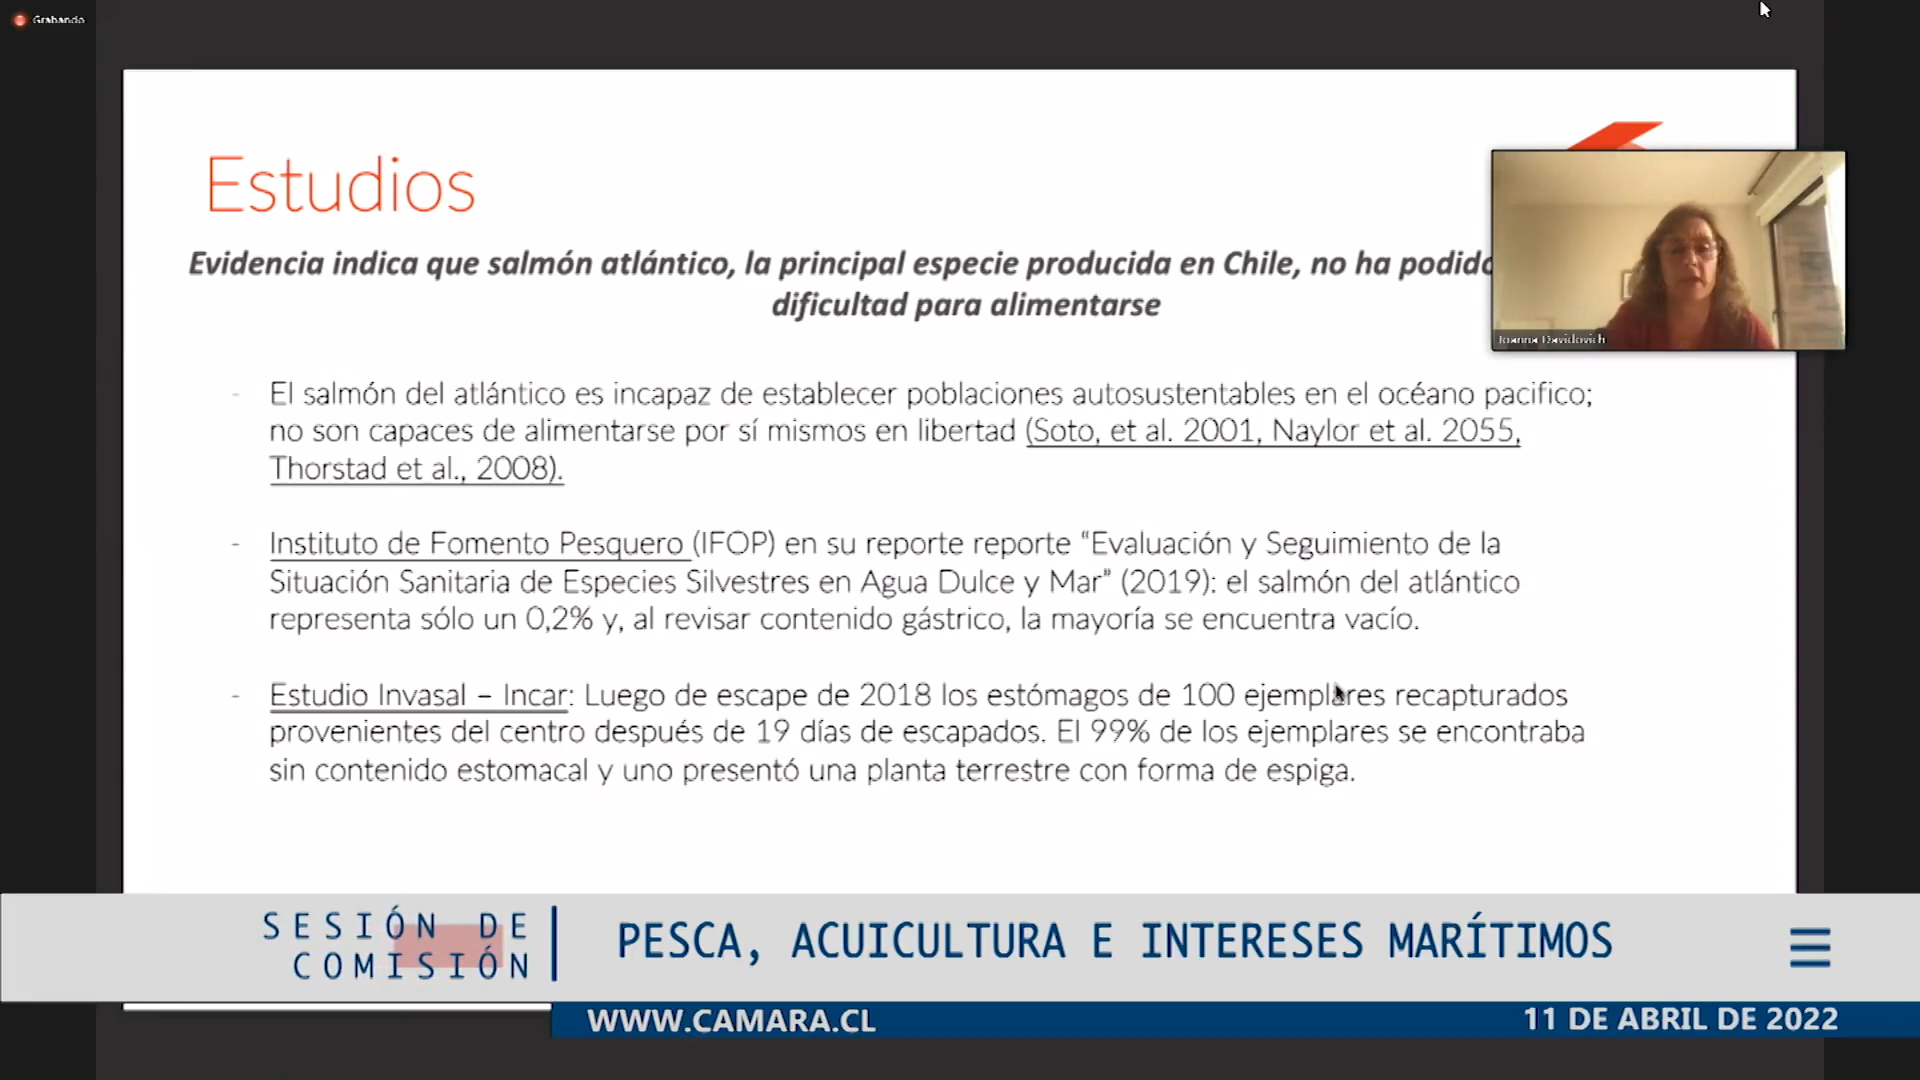 Grabando
Estudios
Evidencia indica que salmón atlántico, la principal especie producida en Chile, no ha podido
dificultad para alimentarse
Joanna Davidovich
- El salmón del atlántico es incapaz de establecer poblaciones autosustentables en el océano pacifico;
no son capaces de alimentarse por sí mismos en libertad (Soto, et al. 2001, Naylor et al. 2055,
Thorstad et al., 2008).
- Instituto de Fomento Pesquero (IFOP) en su reporte reporte “Evaluación y Seguimiento de la
Situación Sanitaria de Especies Silvestres en Agua Dulce y Mar” (2019): el salmón del atlántico
representa sólo un 0,2% y, al revisar contenido gástrico, la mayoría se encuentra vacío.
- Estudio Invasal – Incar: Luego de escape de 2018 los estómagos de 100 ejemplares recapturados
provenientes del centro después de 19 días de escapados. El 99% de los ejemplares se encontraba
sin contenido estomacal y uno presentó una planta terrestre con forma de espiga.
SESIÓN DE
COMISIÓN
PESCA, ACUICULTURA E INTERESES MARÍTIMOS
WWW.CAMARA.CL
11 DE ABRIL DE 2022